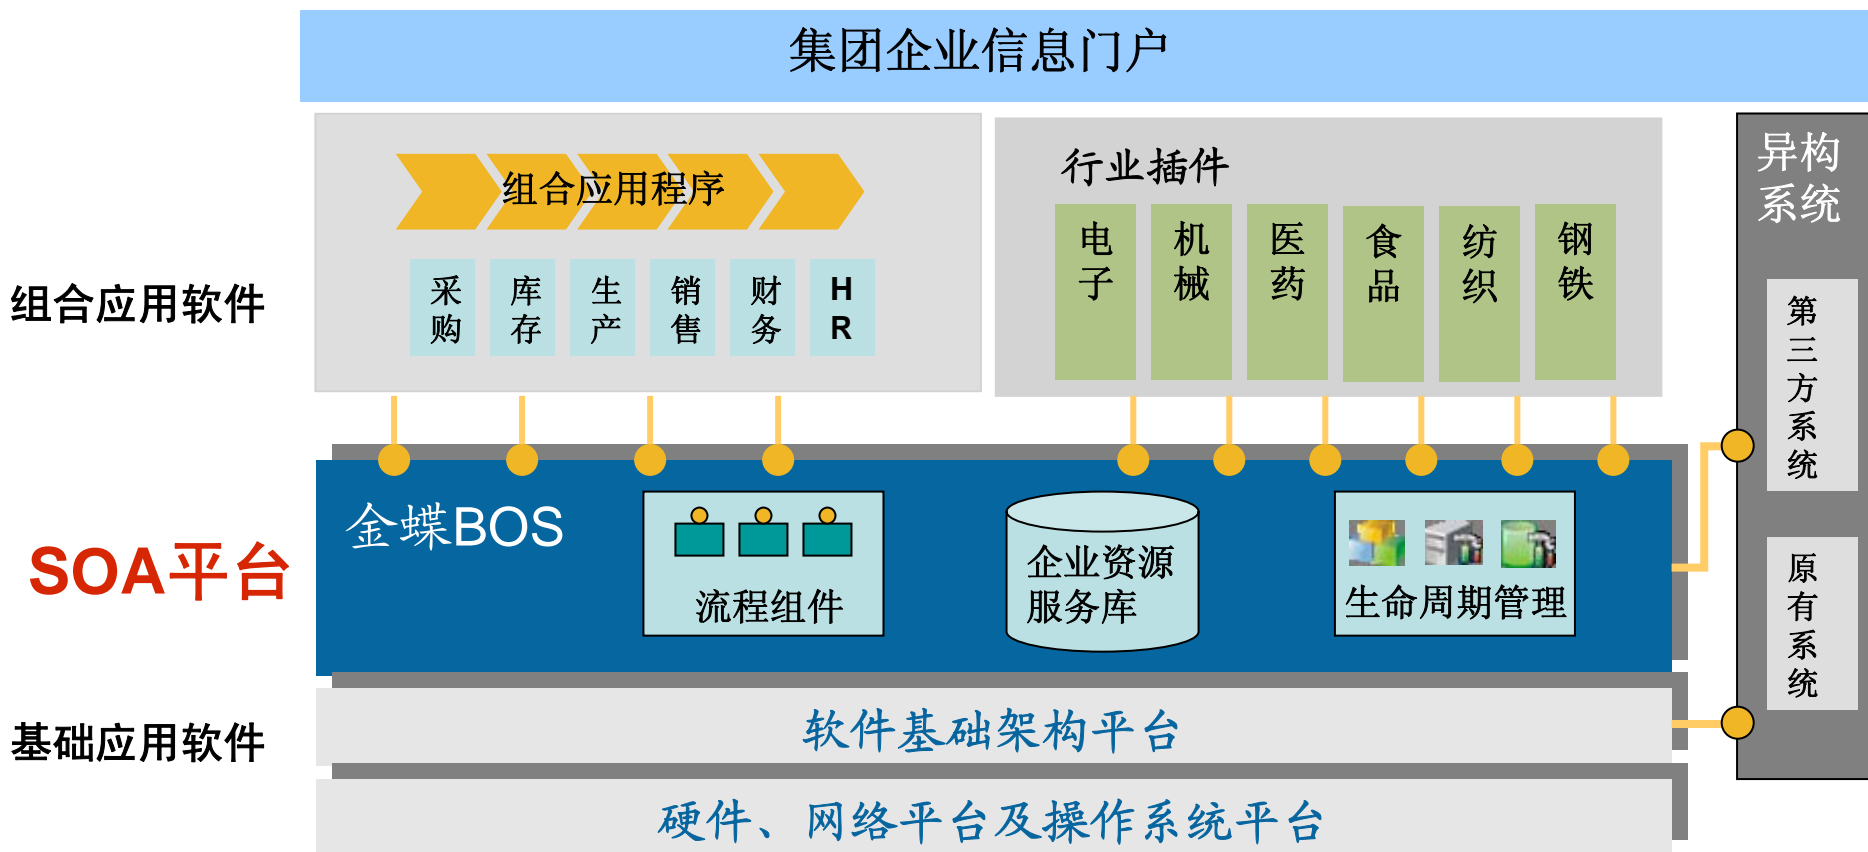 集团企业信息门户
组合应用程序
采购
库存
生产
销售
财务
HR
行业插件
电子
机械
医药
食品
纺织
钢铁
异构
系统
第三方系统
原有系统
组合应用软件
SOA平台
金蝶BOS
流程组件
企业资源
服务库
生命周期管理
基础应用软件
软件基础架构平台
硬件、网络平台及操作系统平台